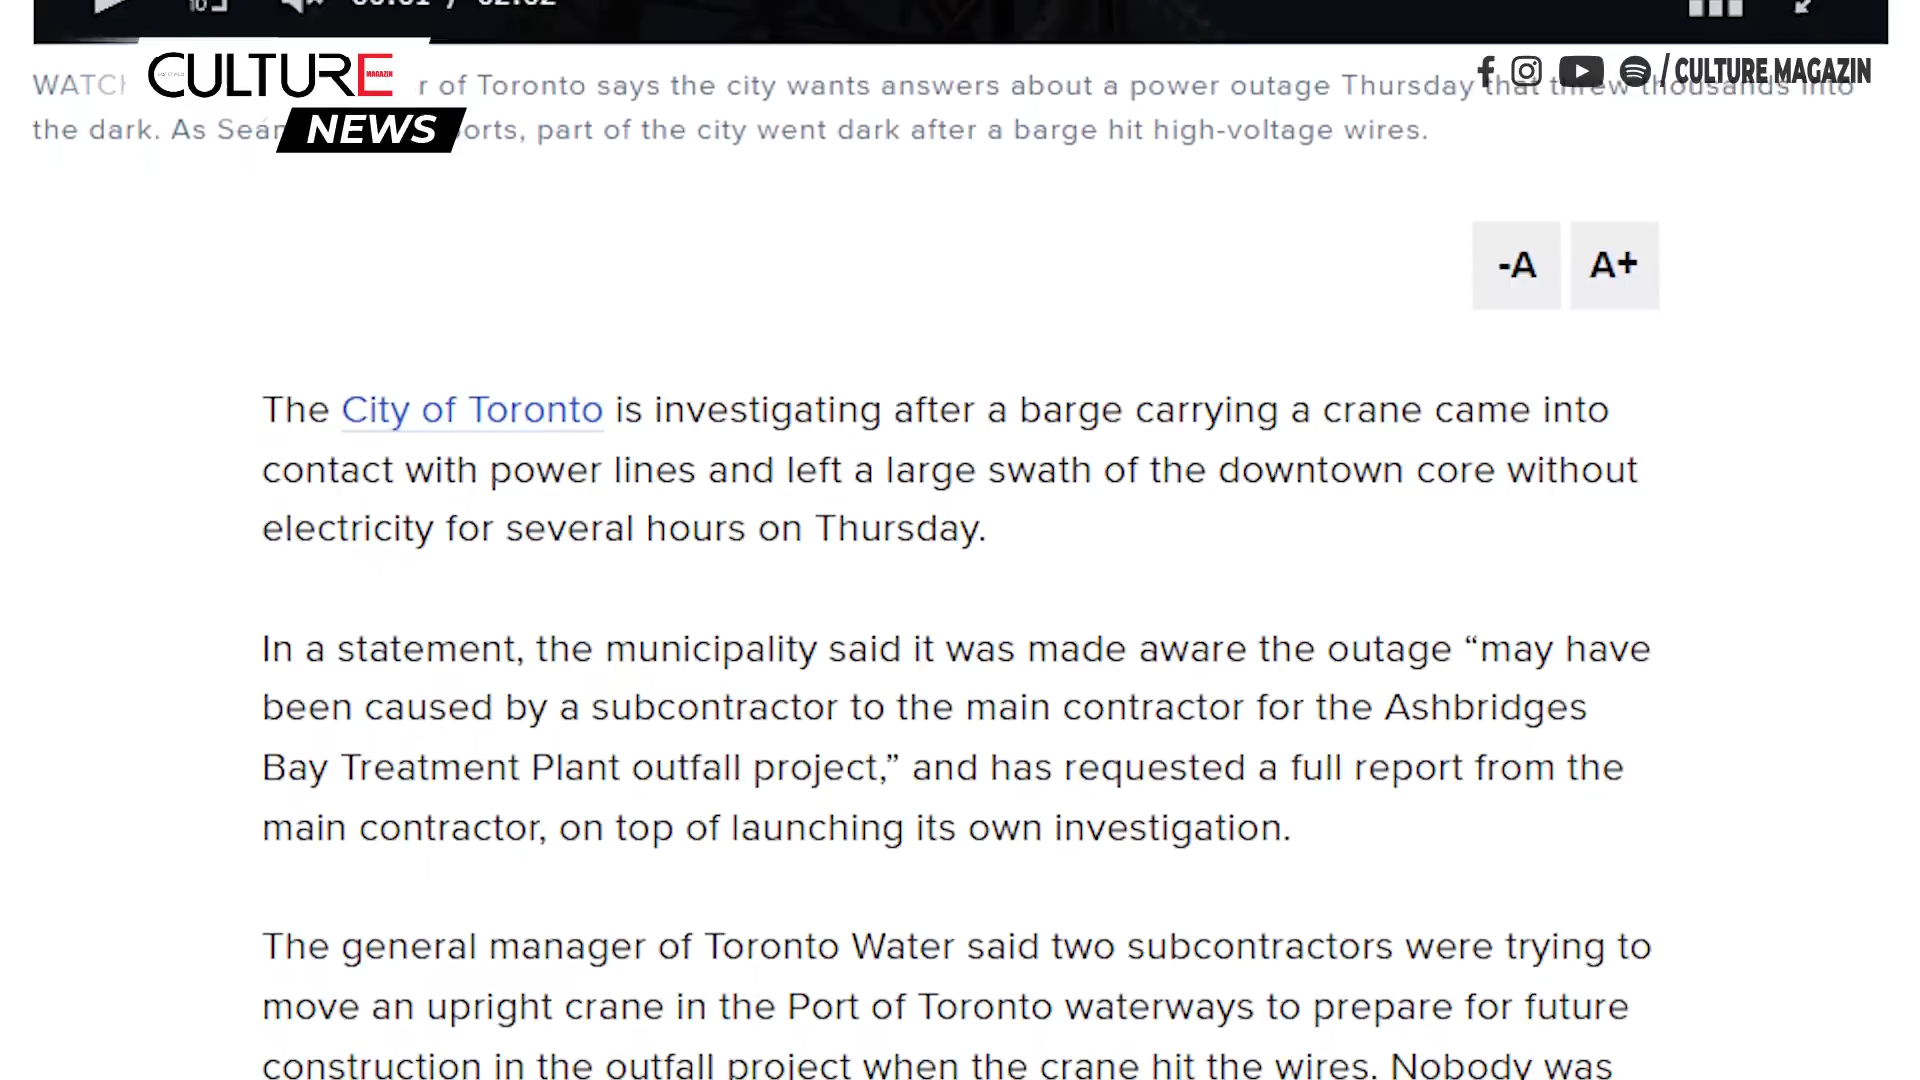 CULTURE
MAGAZIN
NEWS
/ CULTURE MAGAZIN
r of Toronto says the city wants answers about a power outage Thursday that threw thousands into
the dark. As orts, part of the city went dark after a barge hit high-voltage wires.
-A A+
The City of Toronto is investigating after a barge carrying a crane came into
contact with power lines and left a large swath of the downtown core without
electricity for several hours on Thursday.
In a statement, the municipality said it was made aware the outage “may have
been caused by a subcontractor to the main contractor for the Ashbridges
Bay Treatment Plant outfall project,” and has requested a full report from the
main contractor, on top of launching its own investigation.
The general manager of Toronto Water said two subcontractors were trying to
move an upright crane in the Port of Toronto waterways to prepare for future
construction in the outfall project when the crane hit the wires. Nobody was